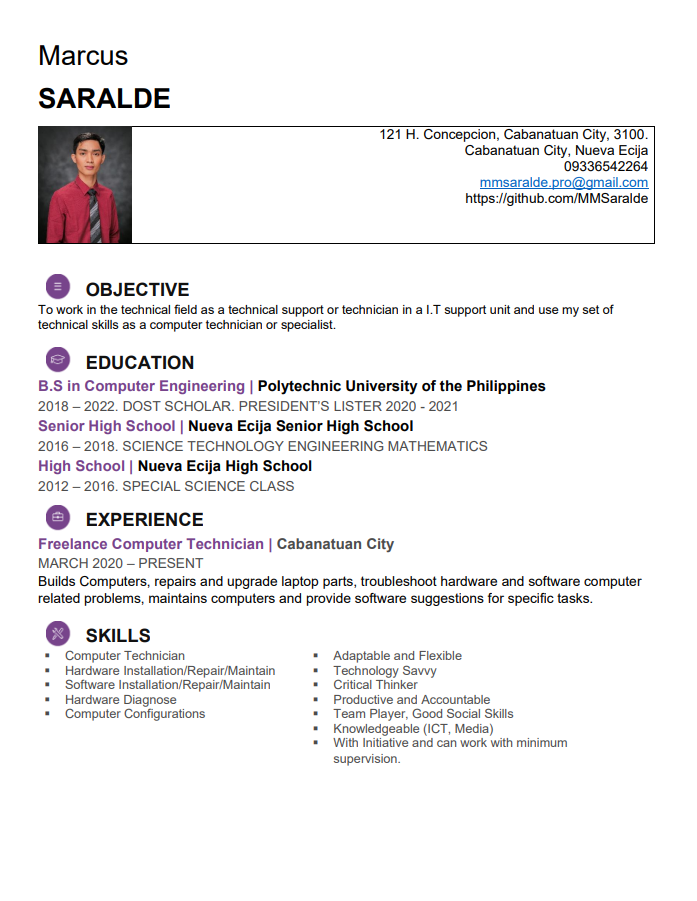 Marcus
SARALDE
121 H. Concepcion, Cabanatuan City, 3100.
Cabanatuan City, Nueva Ecija
09336542264
mmsaralde.pro@gmail.com
https://github.com/MMSaralde
OBJECTIVE
To work in the technical field as a technical support or technician in a I.T support unit and use my set of
technical skills as a computer technician or specialist.
EDUCATION
B.S in Computer Engineering | Polytechnic University of the Philippines
2018 – 2022. DOST SCHOLAR. PRESIDENT’S LISTER 2020 - 2021
Senior High School | Nueva Ecija Senior High School
2016 – 2018. SCIENCE TECHNOLOGY ENGINEERING MATHEMATICS
High School | Nueva Ecija High School
2012 – 2016. SPECIAL SCIENCE CLASS
EXPERIENCE
Freelance Computer Technician | Cabanatuan City
MARCH 2020 – PRESENT
Builds Computers, repairs and upgrade laptop parts, troubleshoot hardware and software computer
related problems, maintains computers and provide software suggestions for specific tasks.
SKILLS
▪ Computer Technician
▪ Hardware Installation/Repair/Maintain
▪ Software Installation/Repair/Maintain
▪ Hardware Diagnose
▪ Computer Configurations
▪ Adaptable and Flexible
▪ Technology Savvy
▪ Critical Thinker
▪ Productive and Accountable
▪ Team Player, Good Social Skills
▪ Knowledgeable (ICT, Media)
▪ With Initiative and can work with minimum
supervision.